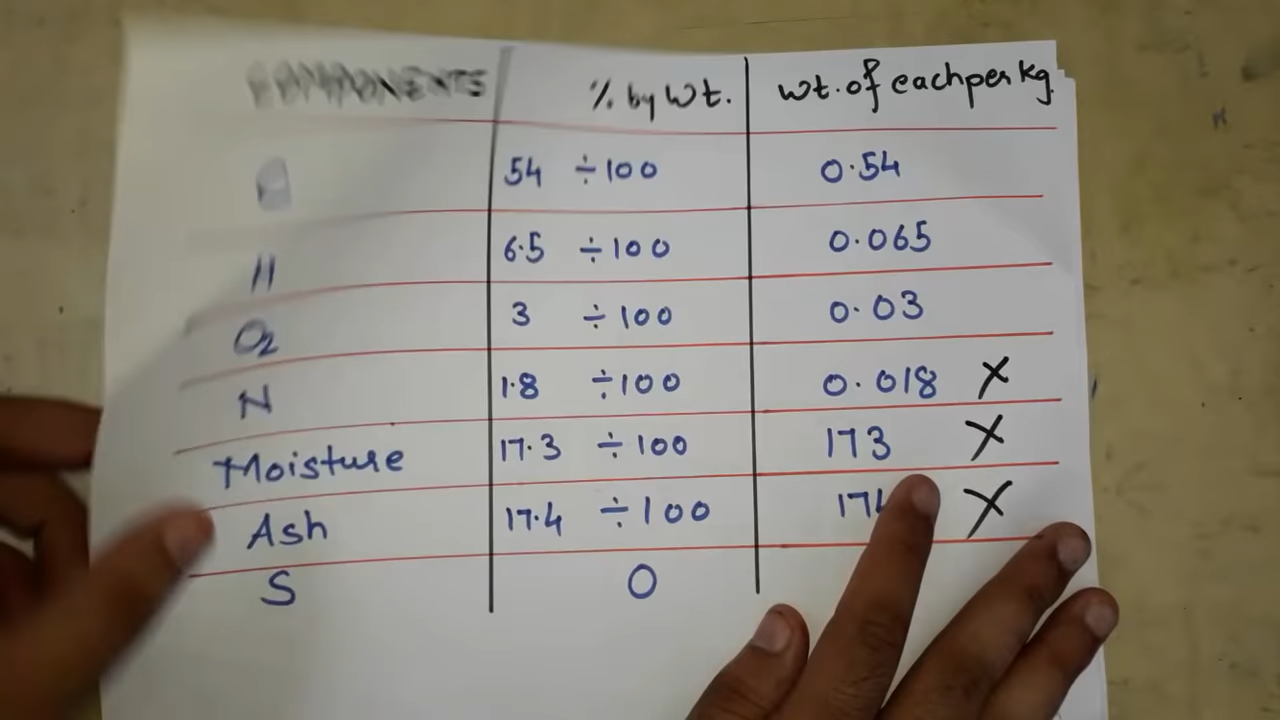 COMPONENTS % by wt. wt. of each per kg.
54 ÷100 0.54
H 6.5 ÷100 0.065
O2 3 ÷100 0.03
N 1.8 ÷100 0.018 X
Moisture 17.3 ÷100 173 X
Ash 17.4 ÷100 X
S 0